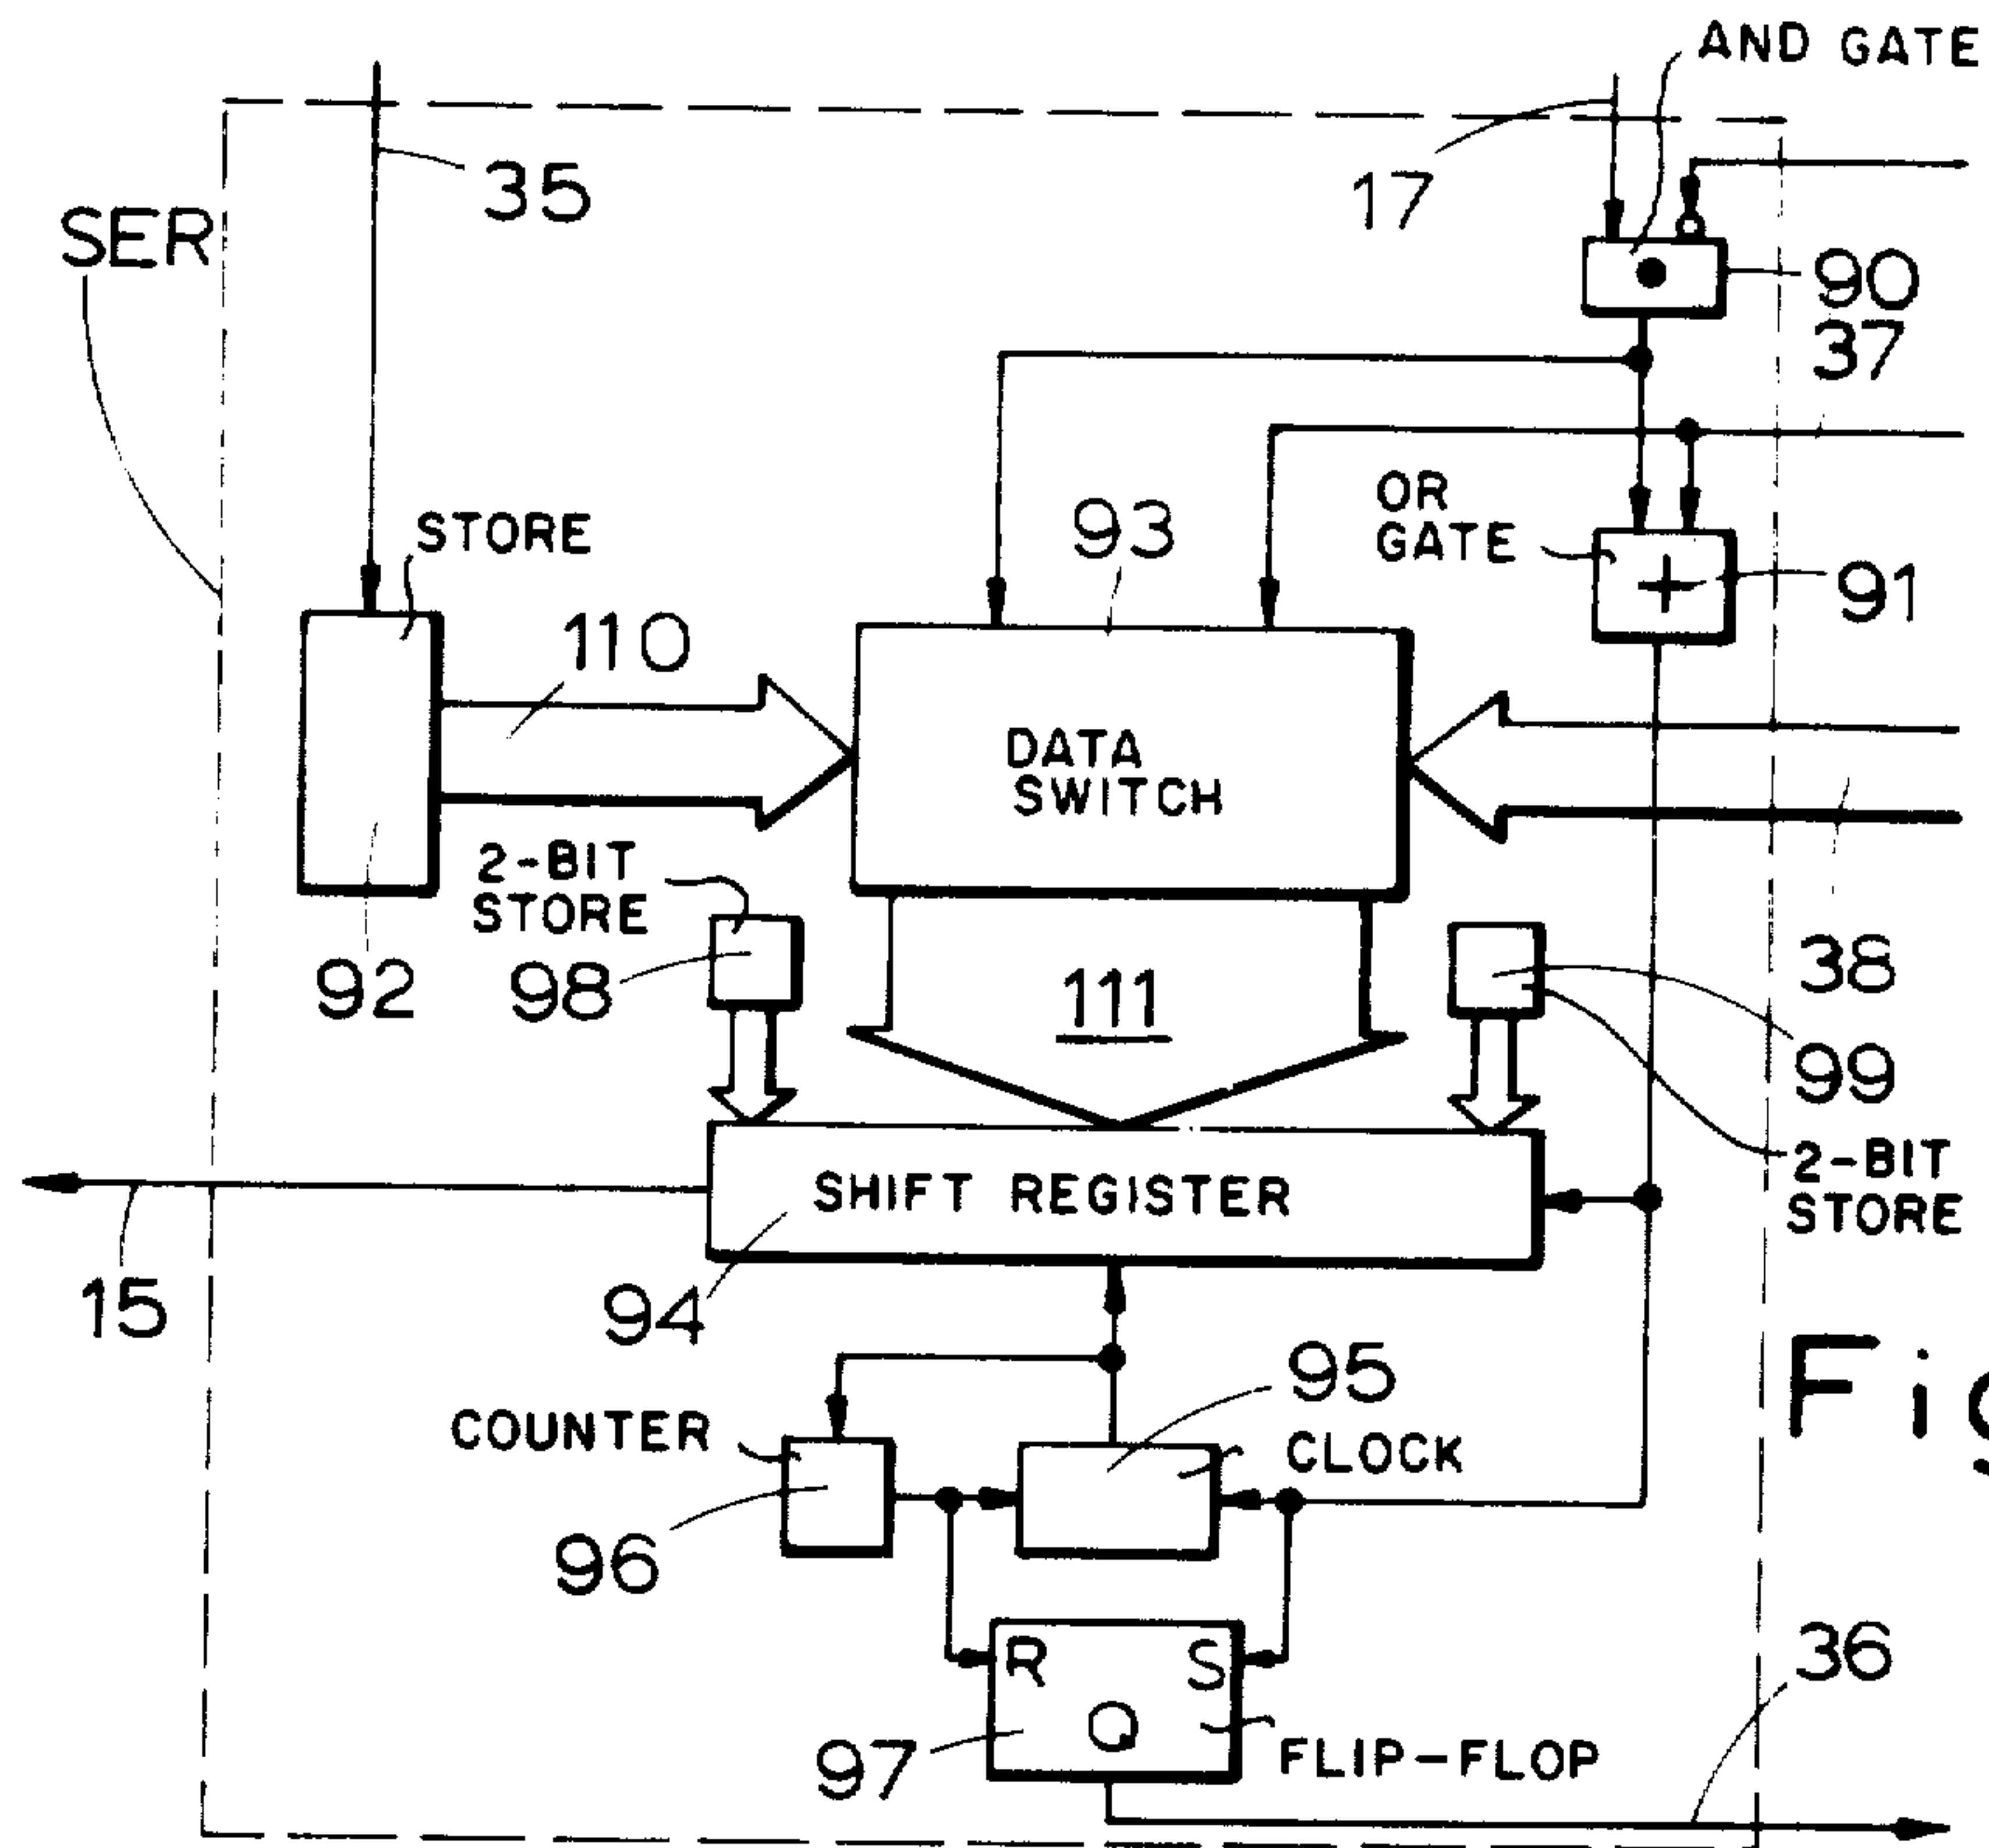 AND GATE
35
17
SER
90
37
STORE
93
OR
GATE
91
110
DATA
SWITCH
2-BIT
STORE
92
98
111
38
99
2-BIT
STORE
SHIFT REGISTER
15
94
95
COUNTER
CLOCK
96
R
S
Q
36
97
FLIP-FLOP